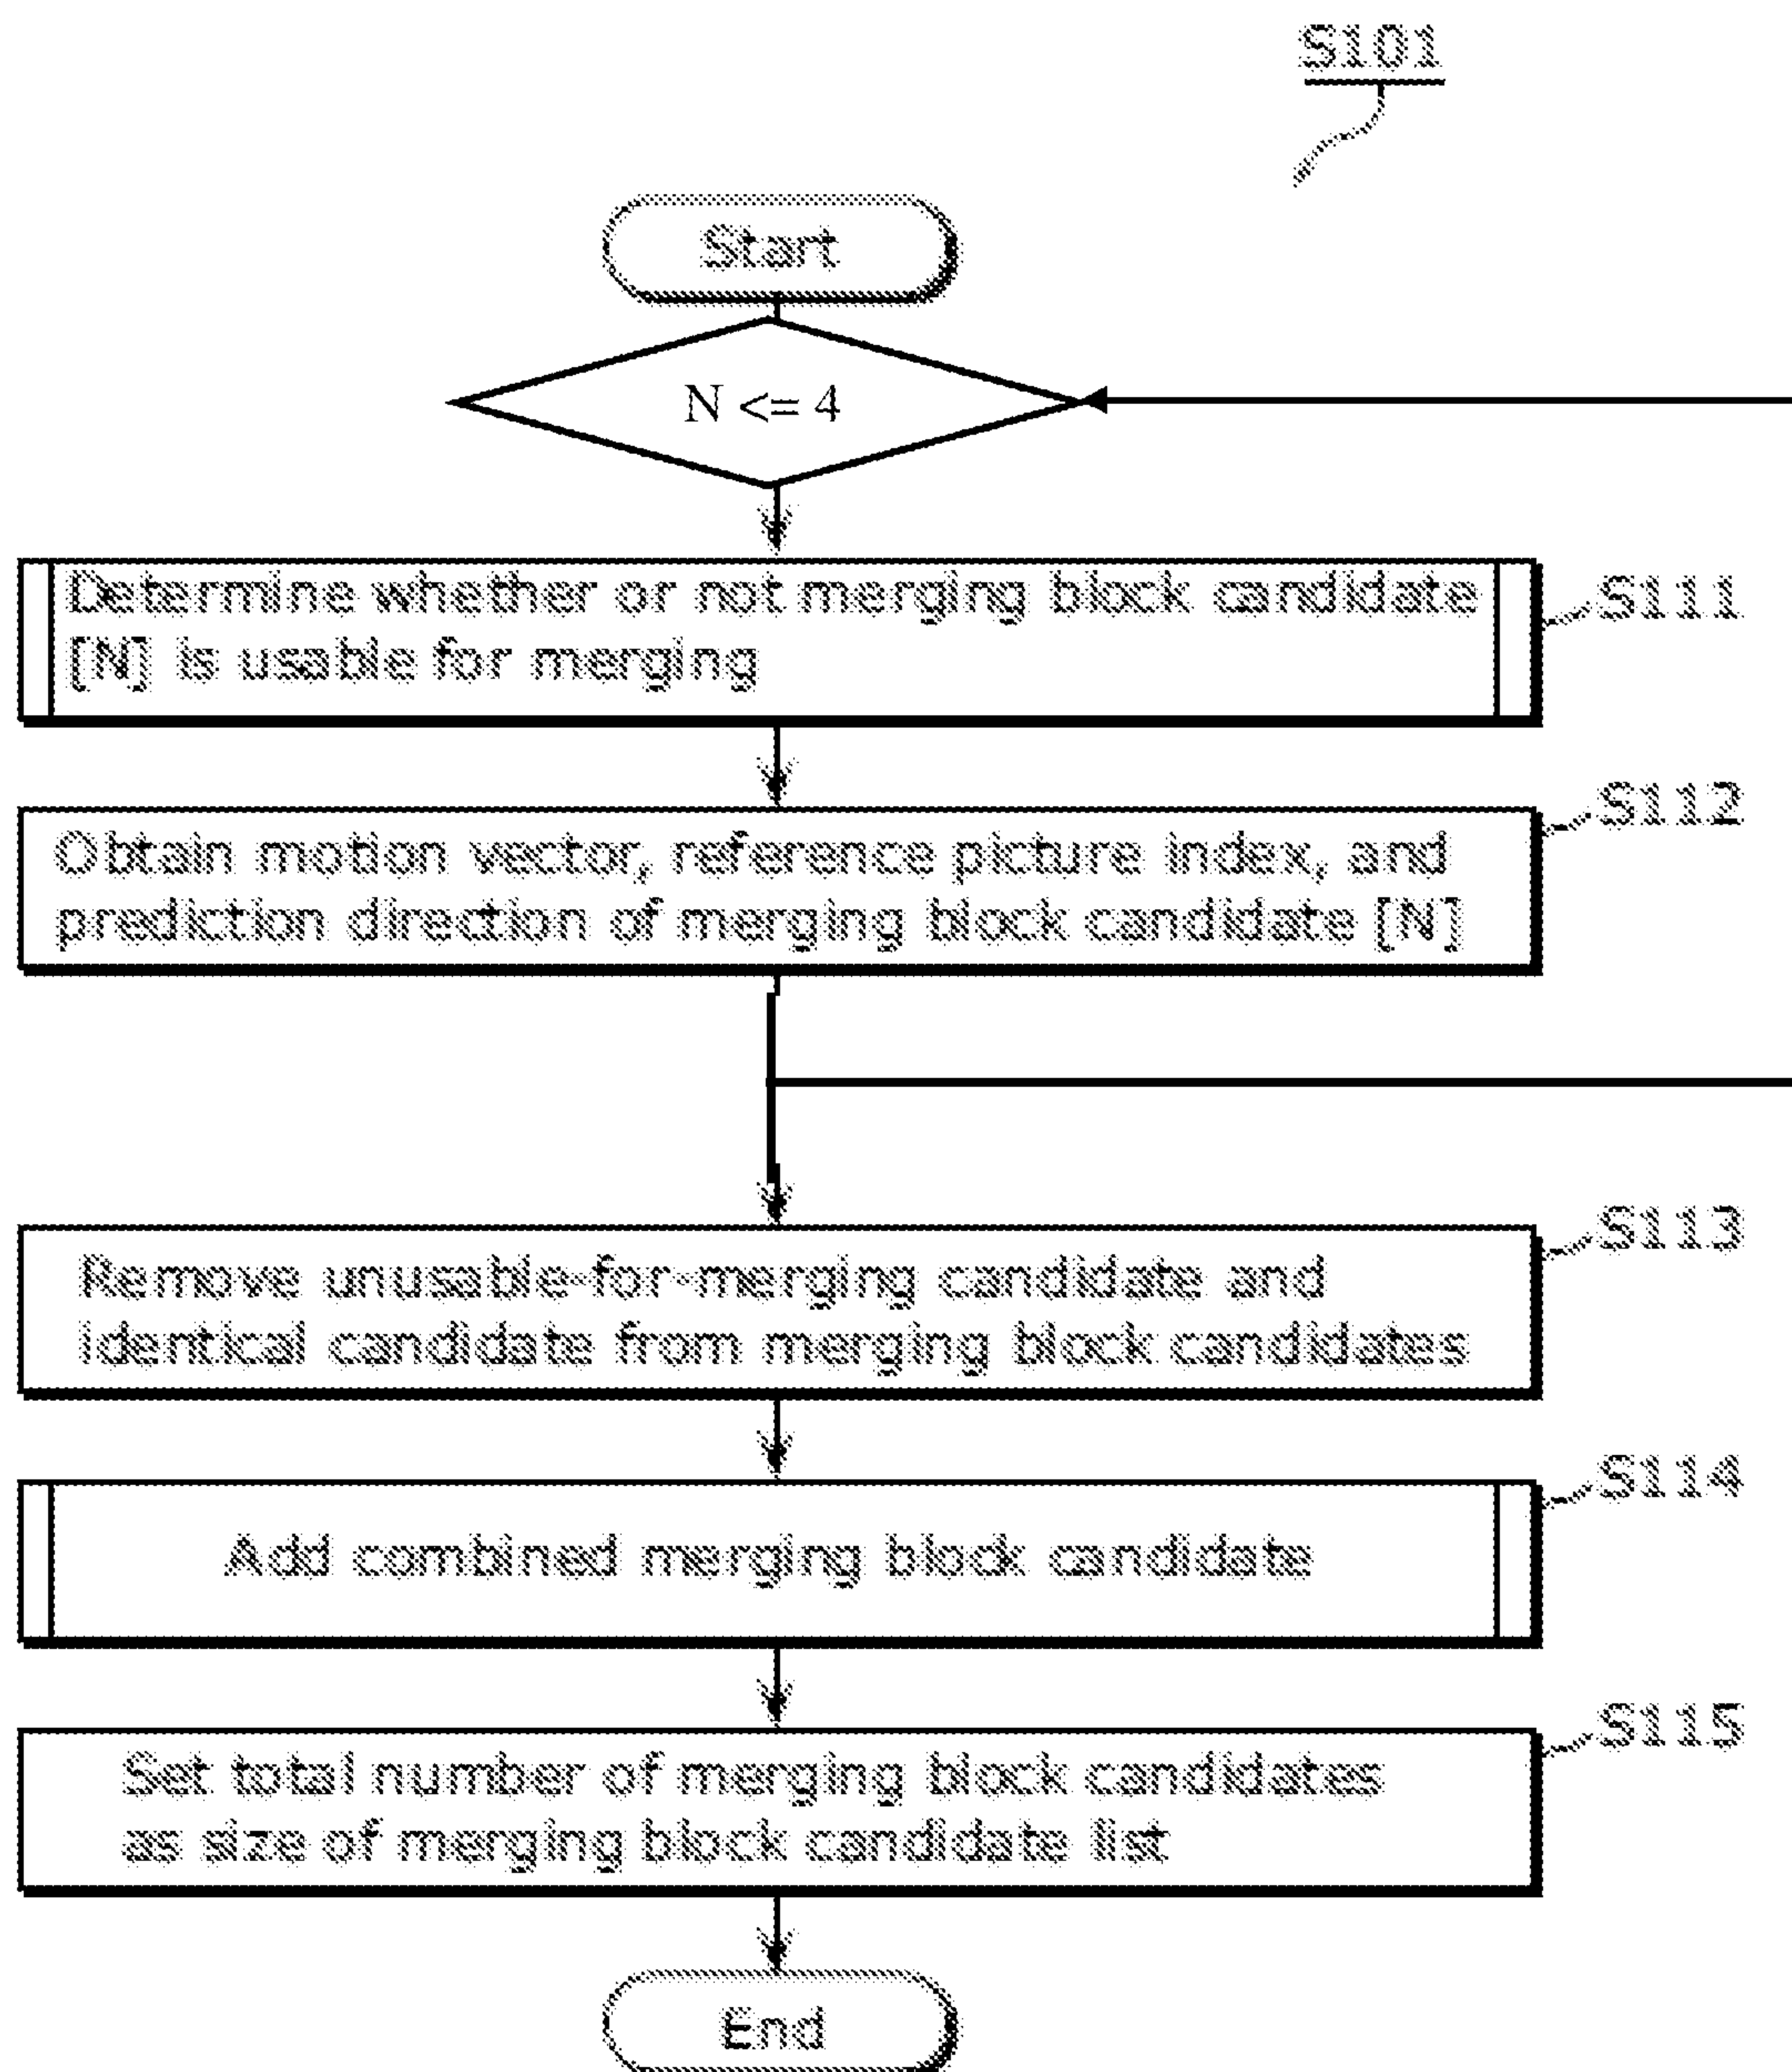 S101
Start
N <= 4
Determine whether or not merging block candidate
[N] is usable for merging
S111
S112
Obtain motion vector, reference picture index, and
prediction direction of merging block candidate [N]
S113
Remove unusable-for-merging candidate and
identical candidate from merging block candidates
S114
Add combined merging block candidate
S115
Set total number of merging block candidates
as size of merging block candidate list
End